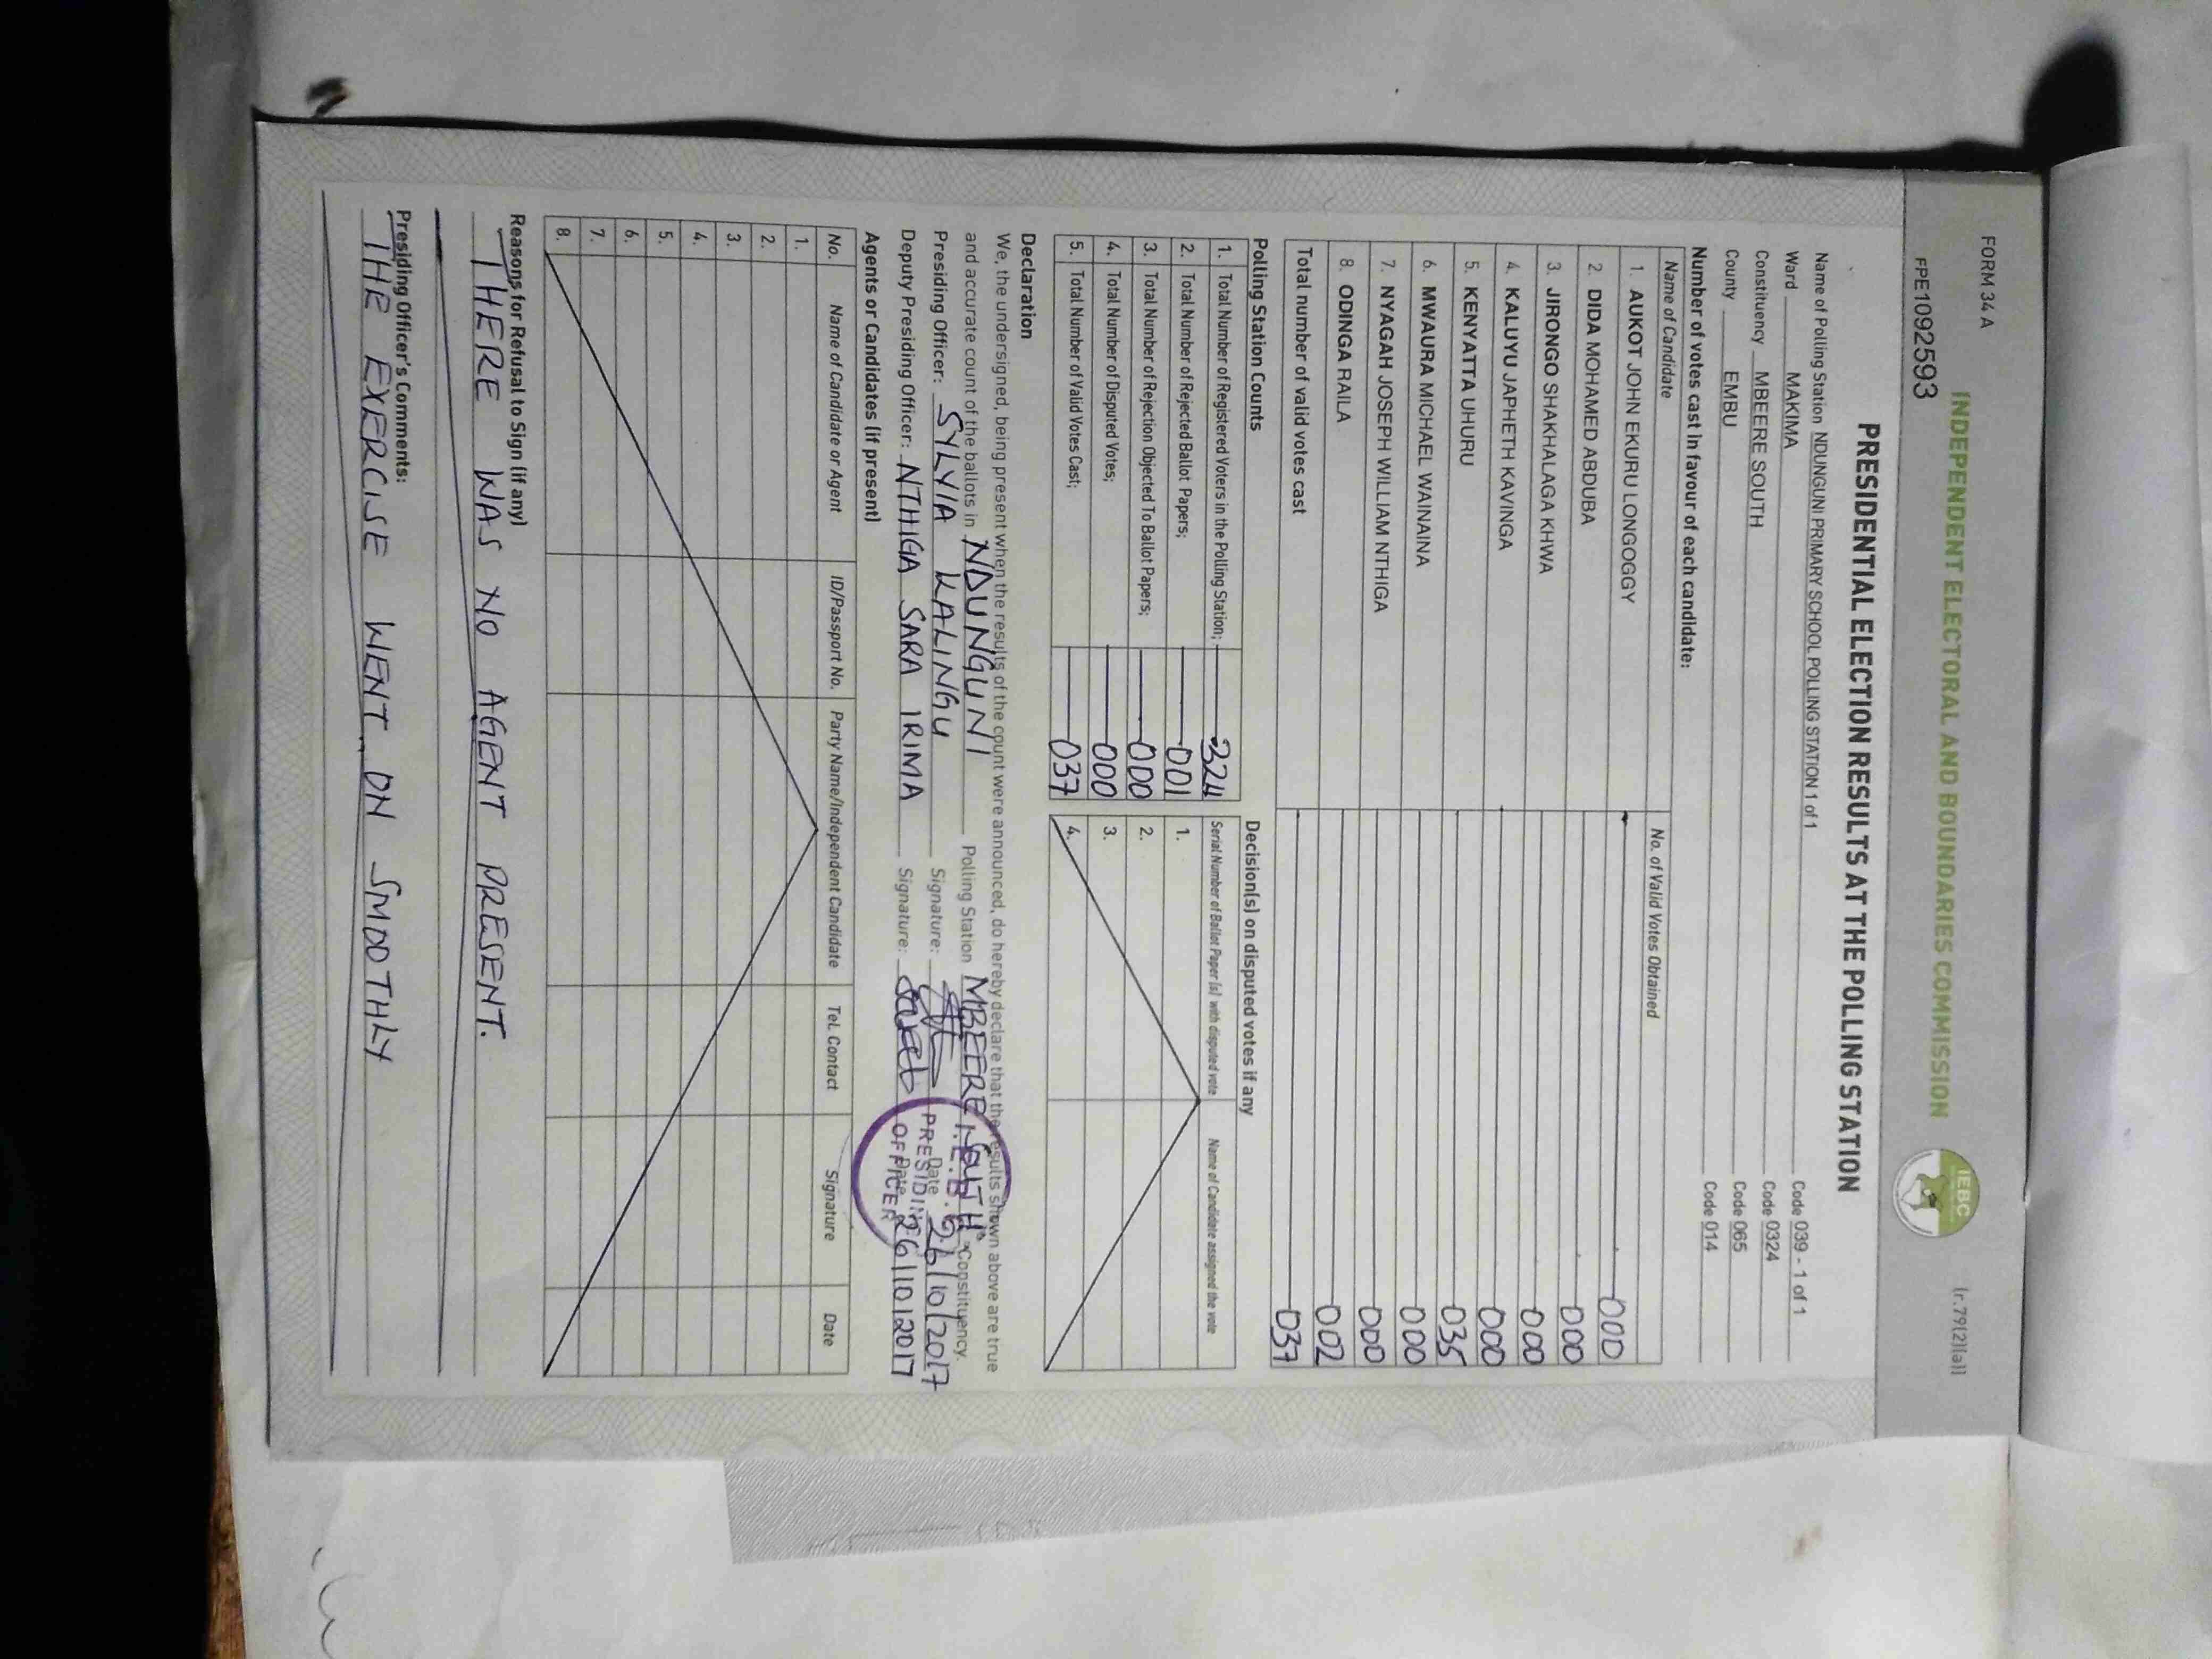 FORM 34 A
(r.79(2)(a))
INDEPENDENT ELECTORAL AND BOUNDARIES COMMISSION
IEBC
FPE1092593
PRESIDENTIAL ELECTION RESULTS AT THE POLLING STATION
Name of Polling Station NDUNGUNI PRIMARY SCHOOL POLLING STATION 1 of 1 Code 039 - 1 of 1
Ward MAKIMA Code 0324
Constituency MBEERE SOUTH Code 065
County EMBU Code 014
Number of votes cast in favour of each candidate:
Name of Candidate No. of Valid Votes Obtained
1. AUKOT JOHN EKURU LONGOGGY 000
2. DIDA MOHAMED ABDUBA 000
3. JIRONGO SHAKHALAGA KHWA 000
4. KALUYU JAPHETH KAVINGA 000
5. KENYATTA UHURU 035
6. MWAURA MICHAEL WAINAINA 000
7. NYAGAH JOSEPH WILLIAM NTHIGA 000
8. ODINGA RAILA 002
Total number of valid votes cast 037
Polling Station Counts
1. Total Number of Registered Voters in the Polling Station; 324
2. Total Number of Rejected Ballot Papers; 001
3. Total Number of Rejection Objected To Ballot Papers; 000
4. Total Number of Disputed Votes; 000
5. Total Number of Valid Votes Cast; 037
Decision(s) on disputed votes if any
Serial Number of Ballot Paper (s) with disputed vote Name of Candidate assigned the vote
1.
2.
3.
4.
Declaration
We, the undersigned, being present when the results of the count were announced, do hereby declare that the results shown above are true
and accurate count of the ballots in NDUNGUNI Polling Station MBEERE SOUTH Constituency.
Presiding Officer: SYLVIA KALINGU Signature: Date 26/10/2017
Deputy Presiding Officer: NTHIGA SARA IRIMA Signature: Date 26/10/2017
I.E.B.C
PRESIDING
OFFICER
Agents or Candidates (if present)
No. Name of Candidate or Agent ID/Passport No. Party Name/Independent Candidate Tel. Contact Signature Date
1.
2.
3.
4.
5.
6.
7.
8.
Reasons for Refusal to Sign (if any)
THERE WAS NO AGENT PRESENT.
Presiding Officer's Comments:
THE EXERCISE WENT ON SMOOTHLY